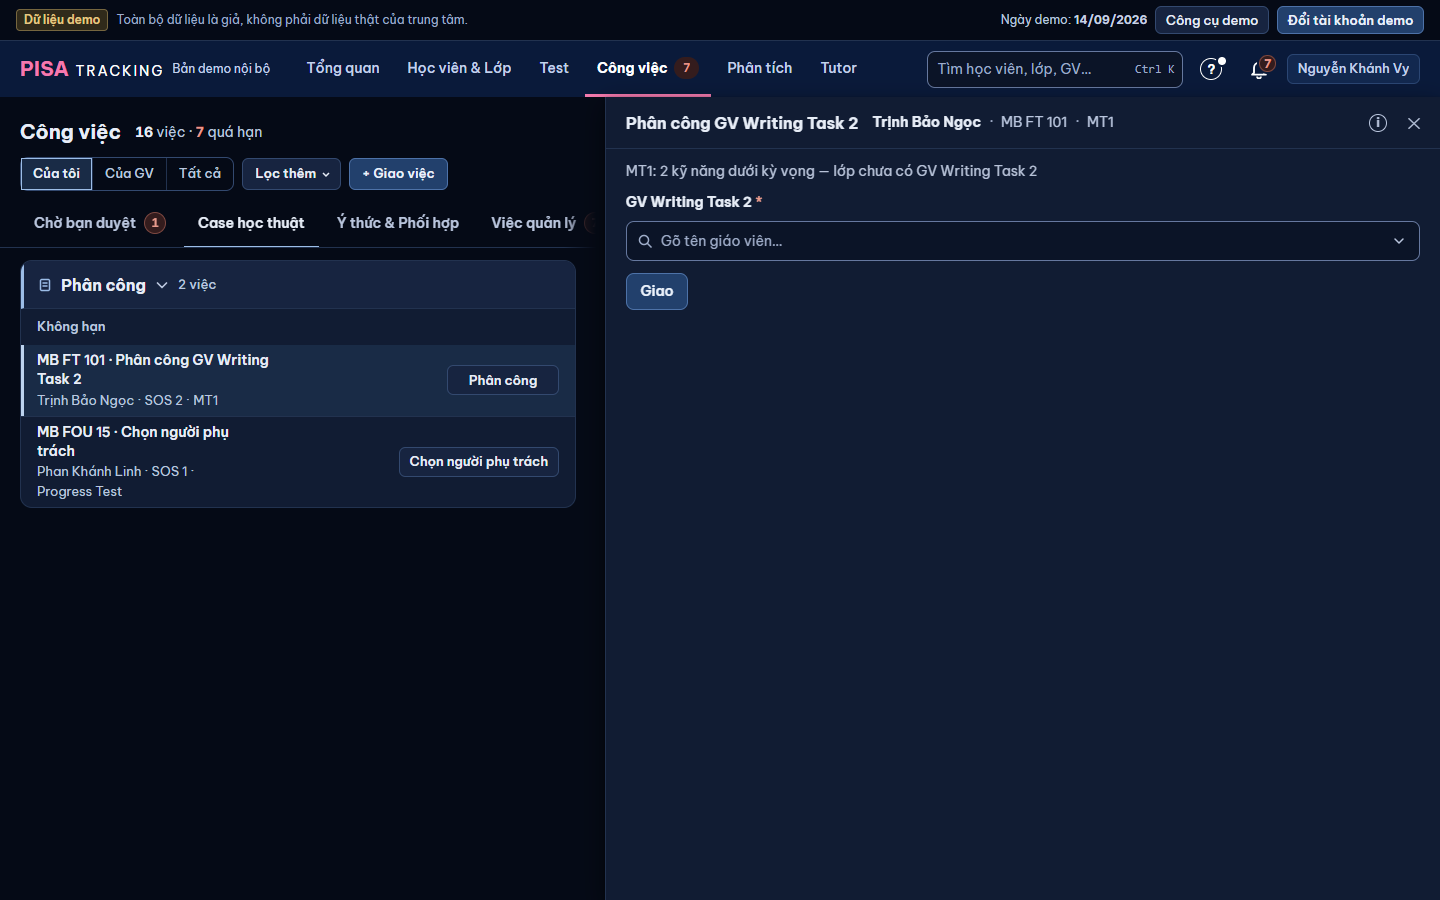 Dữ liệu demo Toàn bộ dữ liệu là giả, không phải dữ liệu thật của trung tâm. Ngày demo: 14/09/2026 Công cụ demo Đổi tài khoản demo
PISA TRACKING Bản demo nội bộ Tổng quan Học viên & Lớp Test Công việc 7 Phân tích Tutor Tìm học viên, lớp, GV... Ctrl K ? 7 Nguyễn Khánh Vy
Công việc 16 việc · 7 quá hạn
Của tôi Của GV Tất cả Lọc thêm + Giao việc
Chờ bạn duyệt 1 Case học thuật Ý thức & Phối hợp Việc quản lý
Phân công 2 việc
Không hạn
MB FT 101 · Phân công GV Writing
Task 2
Trịnh Bảo Ngọc · SOS 2 · MT1
Phân công
MB FOU 15 · Chọn người phụ
trách
Phan Khánh Linh · SOS 1 ·
Progress Test
Chọn người phụ trách
Phân công GV Writing Task 2 Trịnh Bảo Ngọc · MB FT 101 · MT1
MT1: 2 kỹ năng dưới kỳ vọng — lớp chưa có GV Writing Task 2
GV Writing Task 2 *
Gõ tên giáo viên...
Giao